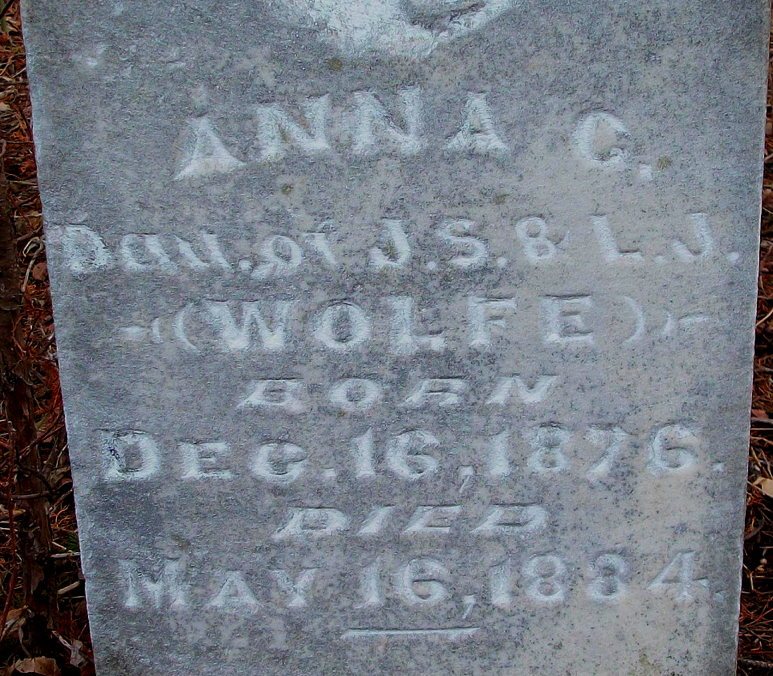 ANNA C.
Dau. of J.S. & L.J.
(WOLFE)
BORN
DEC. 16, 1876.
DIED
MAY 16, 1884.